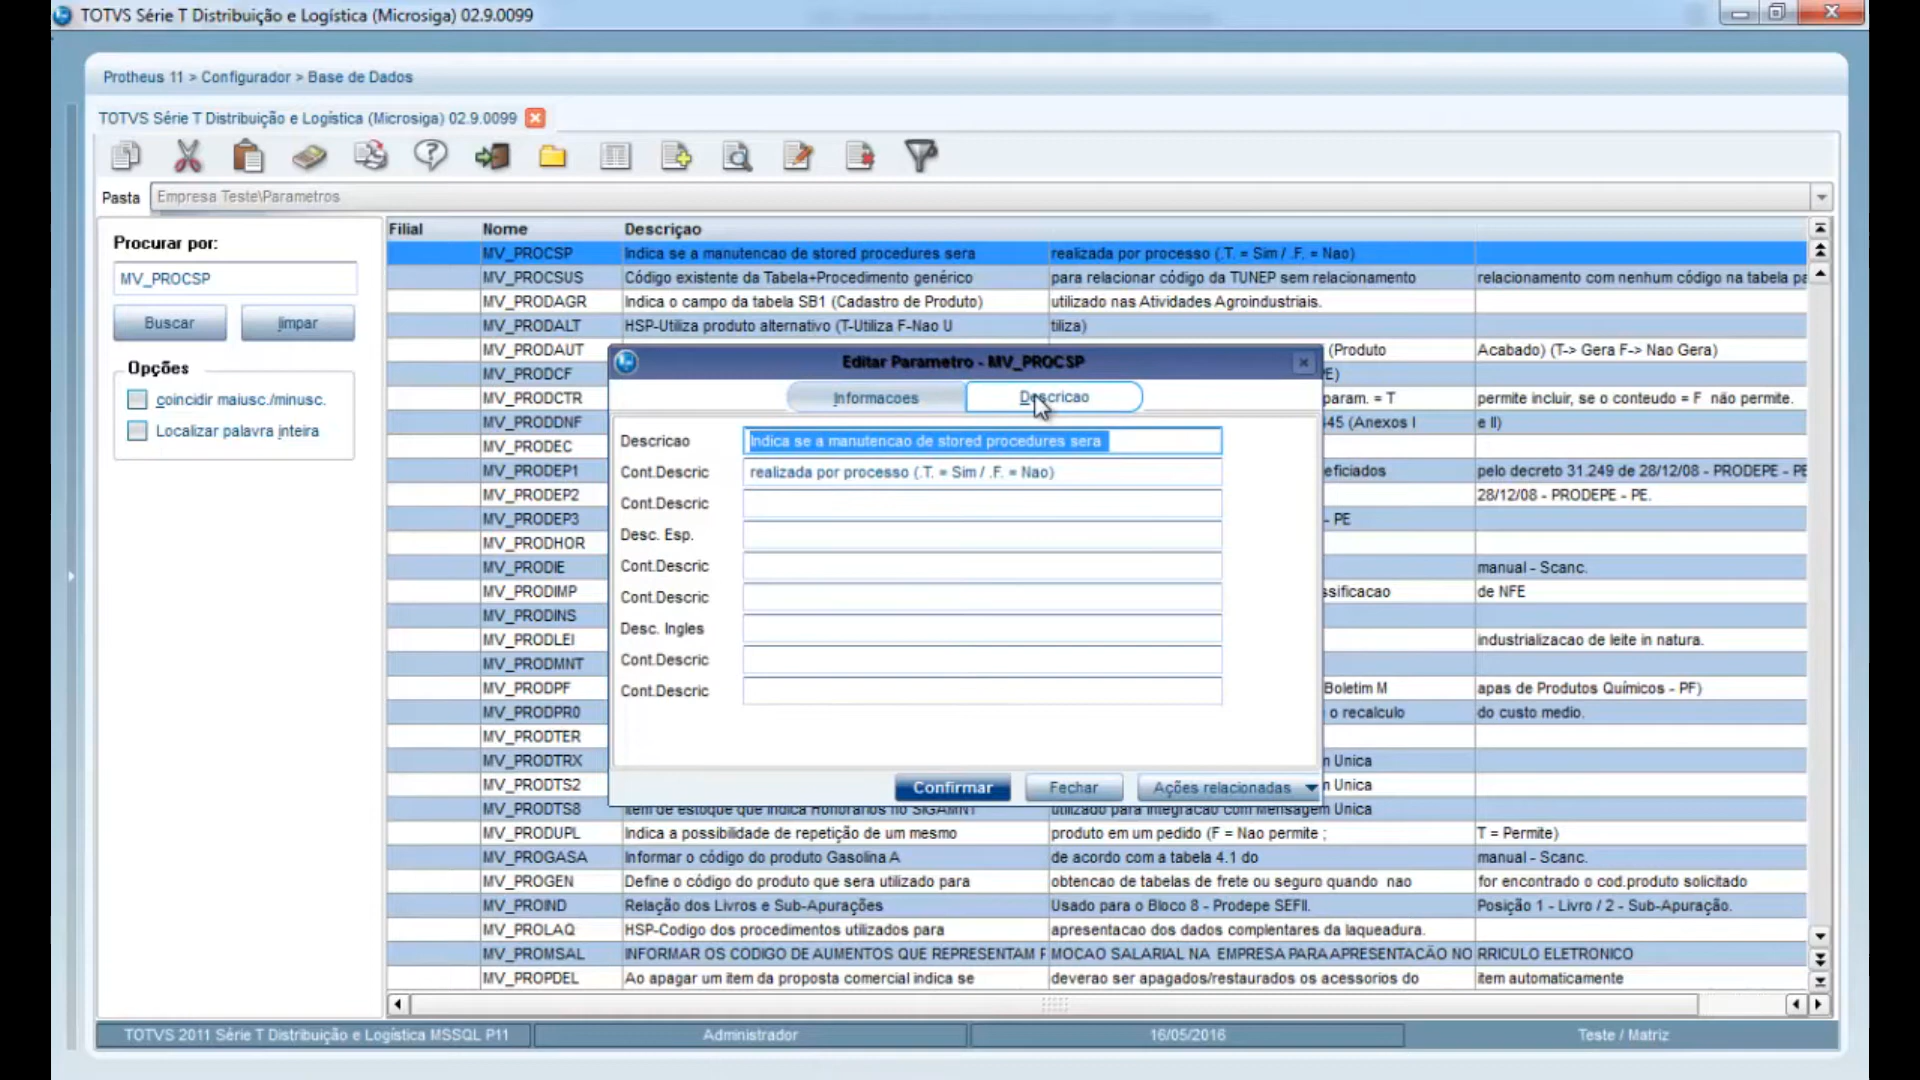 TOTVS Série T Distribuição e Logística (Microsiga) 02.9.0099
Protheus 11 > Configurador > Base de Dados
TOTVS Série T Distribuição e Logística (Microsiga) 02.9.0099
Pasta Empresa Teste\Parametros
Procurar por:
MV_PROCSP
Buscar limpar
Opções
coincidir maiusc./minusc.
Localizar palavra inteira
Filial Nome Descriçao
MV_PROCSP Indica se a manutencao de stored procedures sera realizada por processo (.T. = Sim / .F. = Nao)
MV_PROCSUS Código existente da Tabela+Procedimento genérico para relacionar código da TUNEP sem relacionamento relacionamento com nenhum código na tabela pa
MV_PRODAGR Indica o campo da tabela SB1 (Cadastro de Produto) utilizado nas Atividades Agroindustriais.
MV_PRODALT HSP-Utiliza produto alternativo (T-Utiliza F-Nao U tiliza)
MV_PRODAUT (Produto Acabado) (T-> Gera F-> Nao Gera)
MV_PRODCF E)
MV_PRODCTR param. = T permite incluir, se o conteudo = F não permite.
MV_PRODDNF 445 (Anexos I e II)
MV_PRODEC
MV_PRODEP1 eficiados pelo decreto 31.249 de 28/12/08 - PRODEPE - PE
MV_PRODEP2 28/12/08 - PRODEPE - PE.
MV_PRODEP3 - PE
MV_PRODHOR
MV_PRODIE manual - Scanc.
MV_PRODIMP ssificacao de NFE
MV_PRODINS
MV_PRODLEI industrializacao de leite in natura.
MV_PRODMNT
MV_PRODPF Boletim M apas de Produtos Químicos - PF)
MV_PRODPR0 o recalculo do custo medio.
MV_PRODTER
MV_PRODTRX n Unica
MV_PRODTS2 n Unica
MV_PRODTS8 Item de estoque que indica Honorarios no SIGAMNT utilizado para integracao com Mensagem Unica
MV_PRODUPL Indica a possibilidade de repetição de um mesmo produto em um pedido (F = Nao permite ; T = Permite)
MV_PROGASA Informar o código do produto Gasolina A de acordo com a tabela 4.1 do manual - Scanc.
MV_PROGEN Define o código do produto que sera utilizado para obtencao de tabelas de frete ou seguro quando nao for encontrado o cod.produto solicitado
MV_PROIND Relação dos Livros e Sub-Apurações Usado para o Bloco 8 - Prodepe SEFII. Posição 1 - Livro / 2 - Sub-Apuração.
MV_PROLAQ HSP-Codigo dos procedimentos utilizados para apresentacao dos dados complentares da laqueadura.
MV_PROMSAL INFORMAR OS CODIGO DE AUMENTOS QUE REPRESENTAM P MOCAO SALARIAL NA EMPRESA PARA APRESENTACÃO NO RRICULO ELETRONICO
MV_PROPDEL Ao apagar um item da proposta comercial indica se deverao ser apagados/restaurados os acessorios do item automaticamente
Editar Parametro - MV_PROCSP
Informacoes Descricao
Descricao Indica se a manutencao de stored procedures sera
Cont.Descric realizada por processo (.T. = Sim / .F. = Nao)
Cont.Descric
Desc. Esp.
Cont.Descric
Cont.Descric
Desc. Ingles
Cont.Descric
Cont.Descric
Confirmar Fechar Ações relacionadas
TOTVS 2011 Série T Distribuição e Logística MSSQL P11 Administrador 16/05/2016 Teste / Matriz